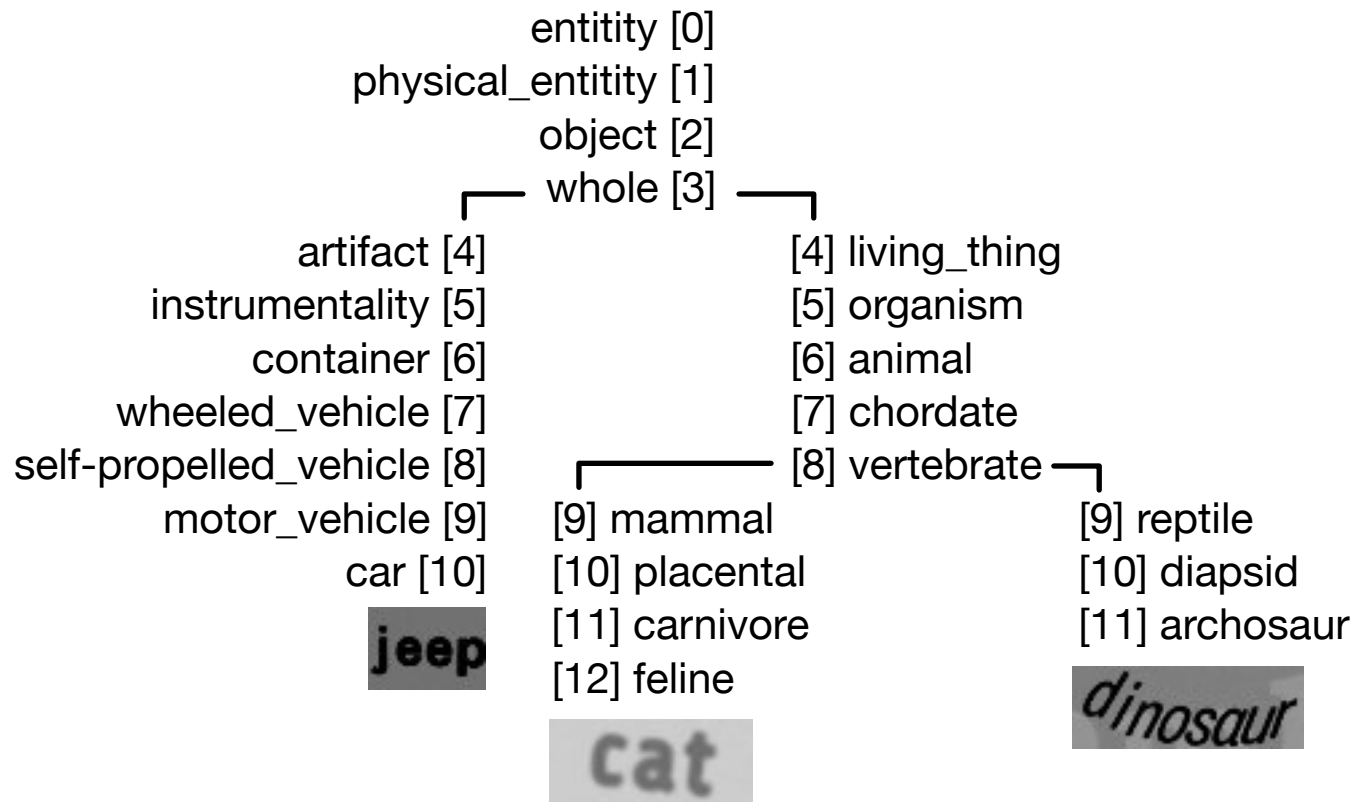 entitity [0]
physical_entitity [1]
object [2]
whole [3]
artifact [4]
instrumentality [5]
container [6]
wheeled_vehicle [7]
self-propelled_vehicle [8]
motor_vehicle [9]
car [10]
jeep
[4] living_thing
[5] organism
[6] animal
[7] chordate
[8] vertebrate
[9] mammal
[10] placental
[11] carnivore
[12] feline
cat
[9] reptile
[10] diapsid
[11] archosaur
dinosaur